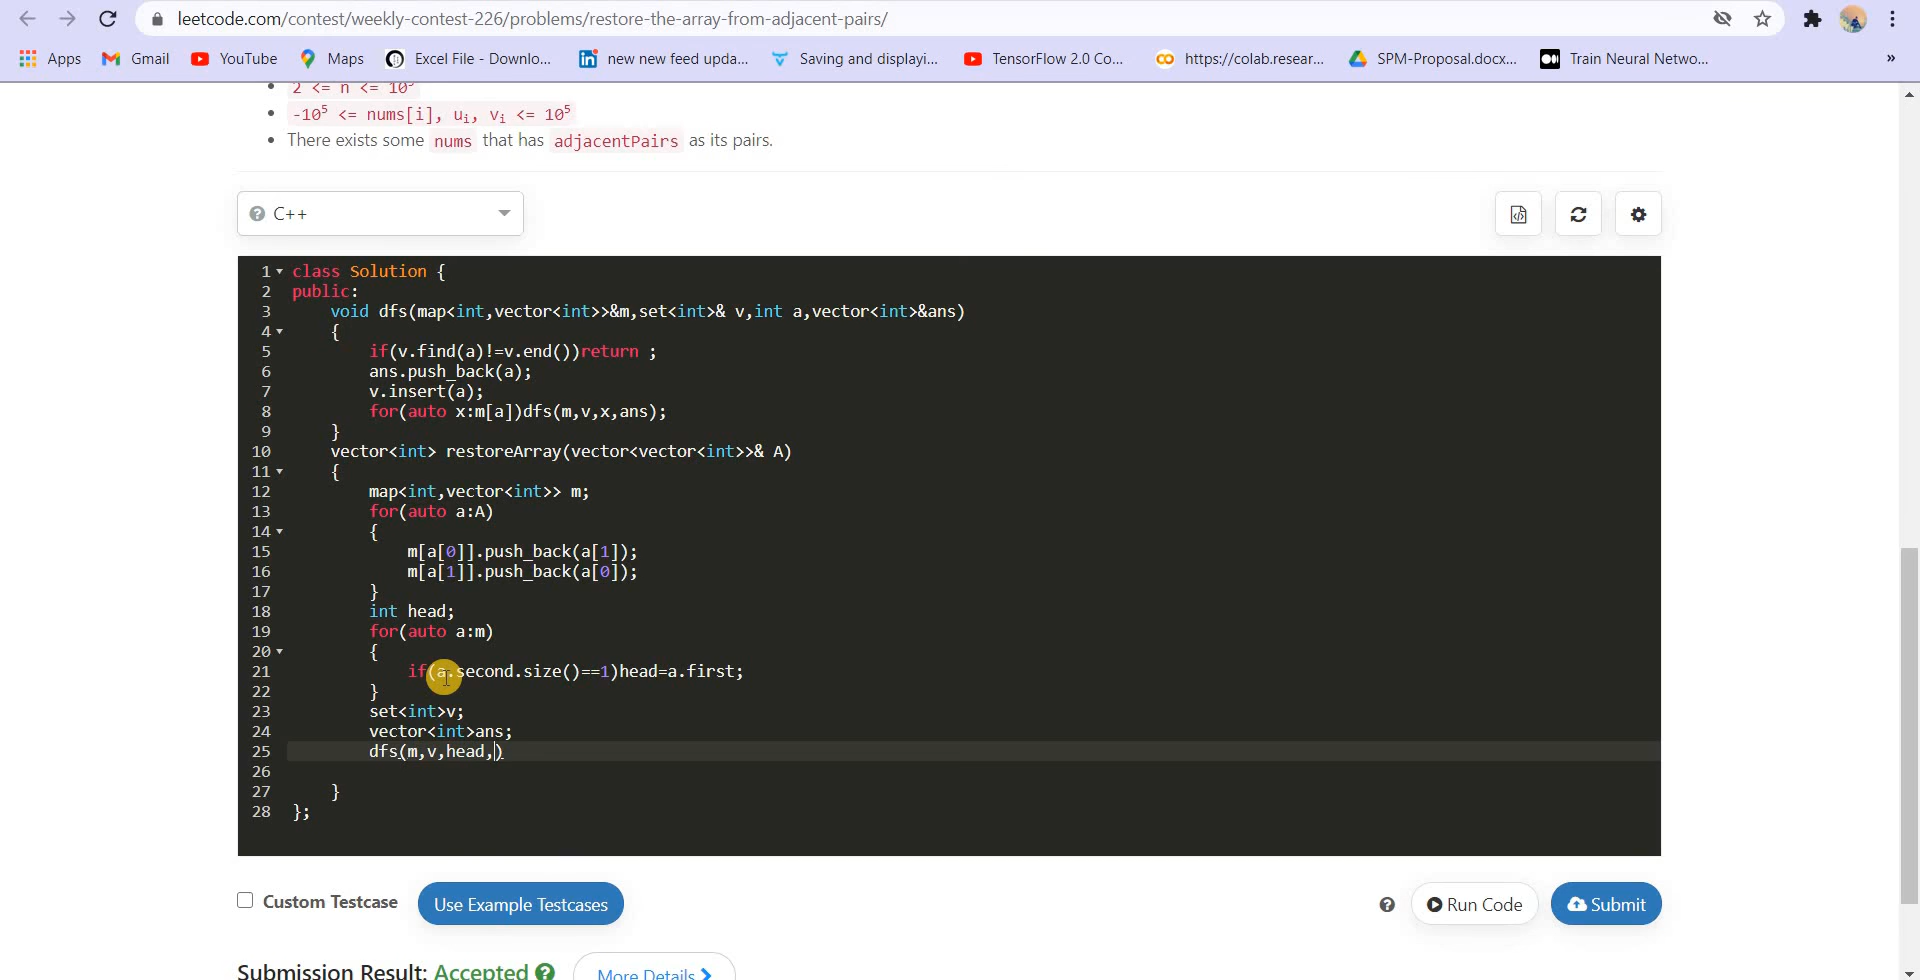 leetcode.com/contest/weekly-contest-226/problems/restore-the-array-from-adjacent-pairs/
Apps Gmail YouTube Maps Excel File - Downlo... new new feed upda... Saving and displayi... TensorFlow 2.0 Co... https://colab.resear... SPM-Proposal.docx... Train Neural Netwo... »
2 <= n <= 10⁵
-10⁵ <= nums[i], uᵢ, vᵢ <= 10⁵
There exists some nums that has adjacentPairs as its pairs.
C++
1 class Solution {
2 public:
3 void dfs(map<int,vector<int>>&m,set<int>& v,int a,vector<int>&ans)
4 {
5 if(v.find(a)!=v.end())return ;
6 ans.push_back(a);
7 v.insert(a);
8 for(auto x:m[a])dfs(m,v,x,ans);
9 }
10 vector<int> restoreArray(vector<vector<int>>& A)
11 {
12 map<int,vector<int>> m;
13 for(auto a:A)
14 {
15 m[a[0]].push_back(a[1]);
16 m[a[1]].push_back(a[0]);
17 }
18 int head;
19 for(auto a:m)
20 {
21 if(a.second.size()==1)head=a.first;
22 }
23 set<int>v;
24 vector<int>ans;
25 dfs(m,v,head,)
26
27 }
28 };
Custom Testcase Use Example Testcases Run Code Submit
Submission Result: Accepted More Details